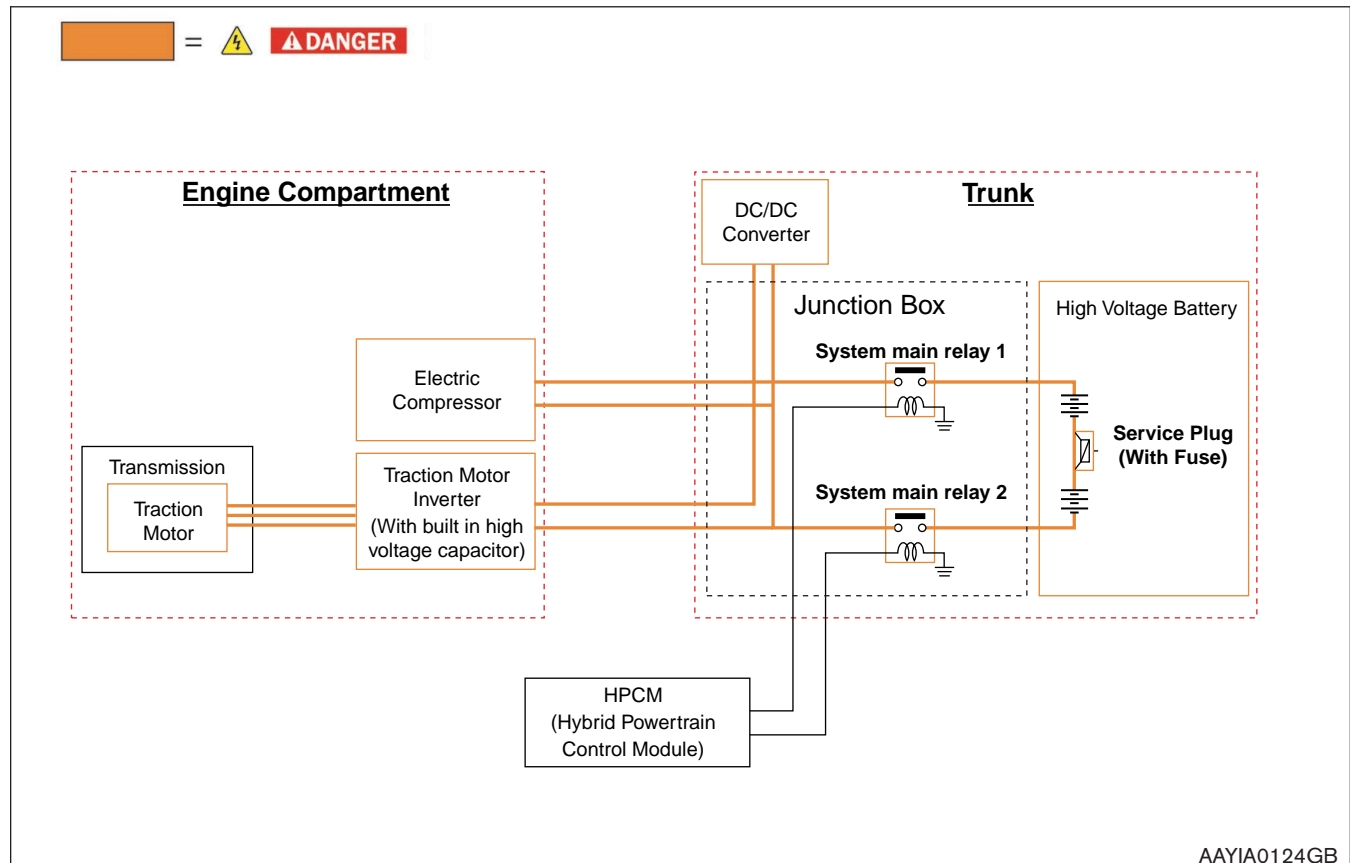 = DANGER
Engine Compartment
Trunk
DC/DC
Converter
Junction Box
High Voltage Battery
System main relay 1
Electric
Compressor
Service Plug
(With Fuse)
Transmission
Traction
Motor
Traction Motor
Inverter
(With built in high
voltage capacitor)
System main relay 2
HPCM
(Hybrid Powertrain
Control Module)
AAYIA0124GB